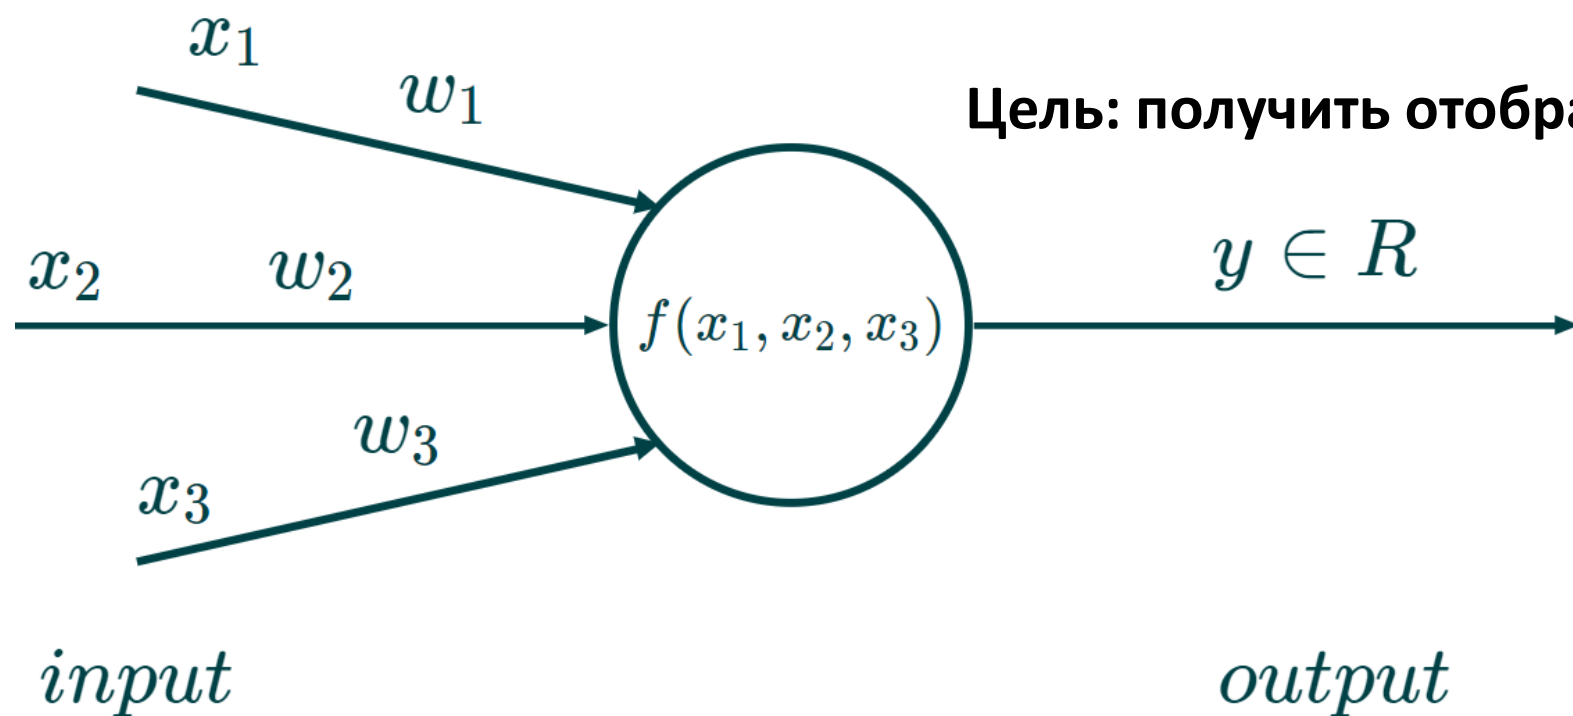 x₁
w₁
Цель: получить
x₂
w₂
f(x₁, x₂, x₃)
y ∈ R
w₃
x₃
input
output